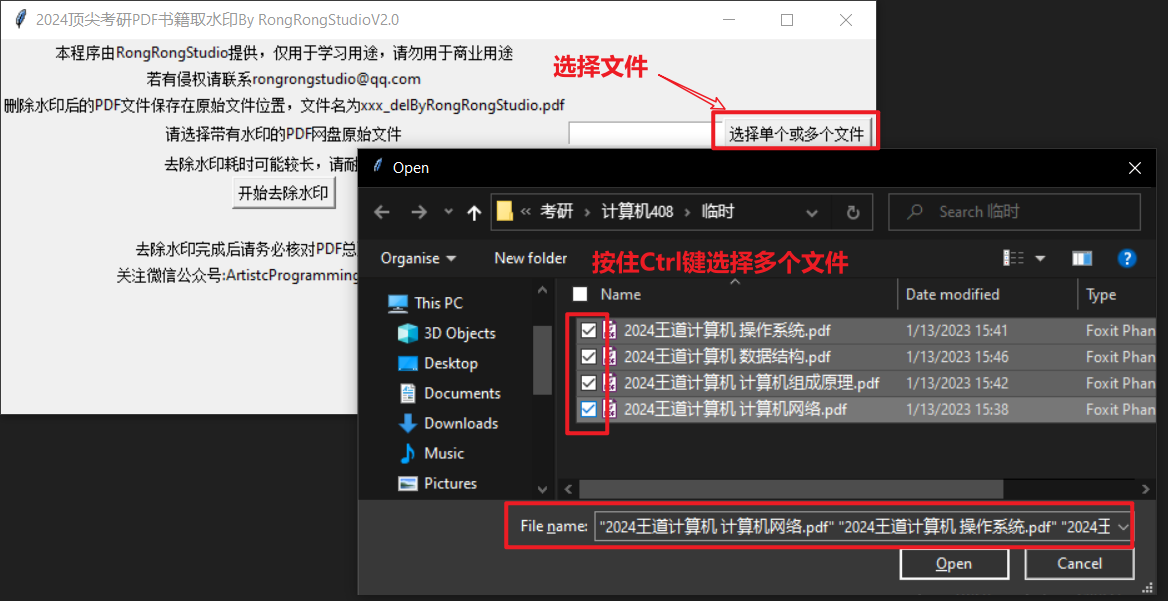 2024顶尖考研PDF书籍取水印By RongRongStudioV2.0
本程序由RongRongStudio提供，仅用于学习用途，请勿用于商业用途
若有侵权请联系rongrongstudio@qq.com
选择文件
删除水印后的PDF文件保存在原始文件位置，文件名为xxx_delByRongRongStudio.pdf
请选择带有水印的PDF网盘原始文件
选择单个或多个文件
去除水印耗时可能较长，请耐
开始去除水印
去除水印完成后请务必核对PDF总
关注微信公众号:ArtistcProgramming
Open
« 考研 › 计算机408 › 临时
Search 临时
Organise
New folder
按住Ctrl键选择多个文件
This PC
3D Objects
Desktop
Documents
Downloads
Music
Pictures
Name Date modified Type
2024王道计算机 操作系统.pdf 1/13/2023 15:41 Foxit Phan
2024王道计算机 数据结构.pdf 1/13/2023 15:46 Foxit Phan
2024王道计算机 计算机组成原理.pdf 1/13/2023 15:42 Foxit Phan
2024王道计算机 计算机网络.pdf 1/13/2023 15:38 Foxit Phan
File name: "2024王道计算机 计算机网络.pdf" "2024王道计算机 操作系统.pdf" "2024王
Open
Cancel